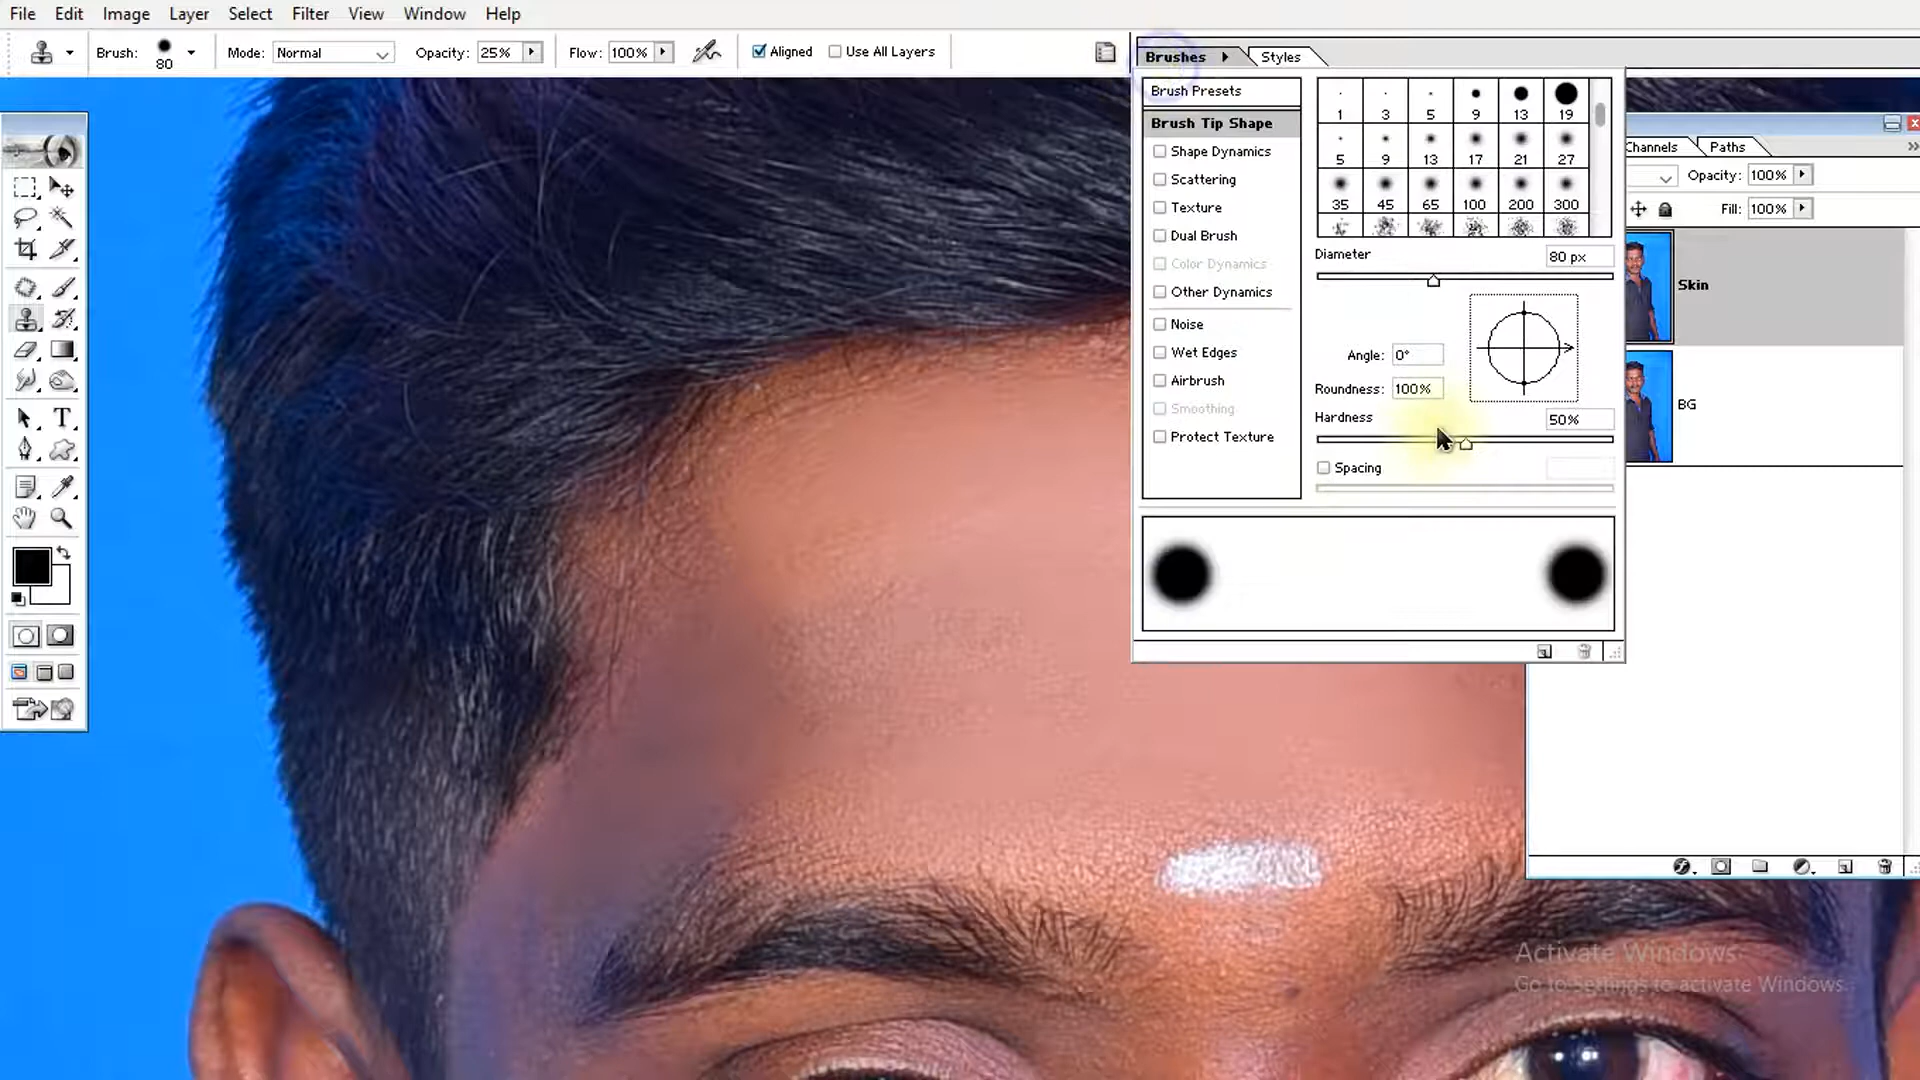 File Edit Image Layer Select Filter View Window Help
Brush: 80 Mode: Normal Opacity: 25% Flow: 100% Aligned Use All Layers
Brushes Styles
Brush Presets
Brush Tip Shape
Shape Dynamics
Scattering
Texture
Dual Brush
Color Dynamics
Other Dynamics
Noise
Wet Edges
Airbrush
Smoothing
Protect Texture
1 3 5 9 13 19
5 9 13 17 21 27
35 45 65 100 200 300
Diameter 80 px
Angle: 0°
Roundness: 100%
Hardness 50%
Spacing
Channels Paths
Opacity: 100%
Fill: 100%
Skin
BG
T
Activate Windows
Go to Settings to activate Windows.